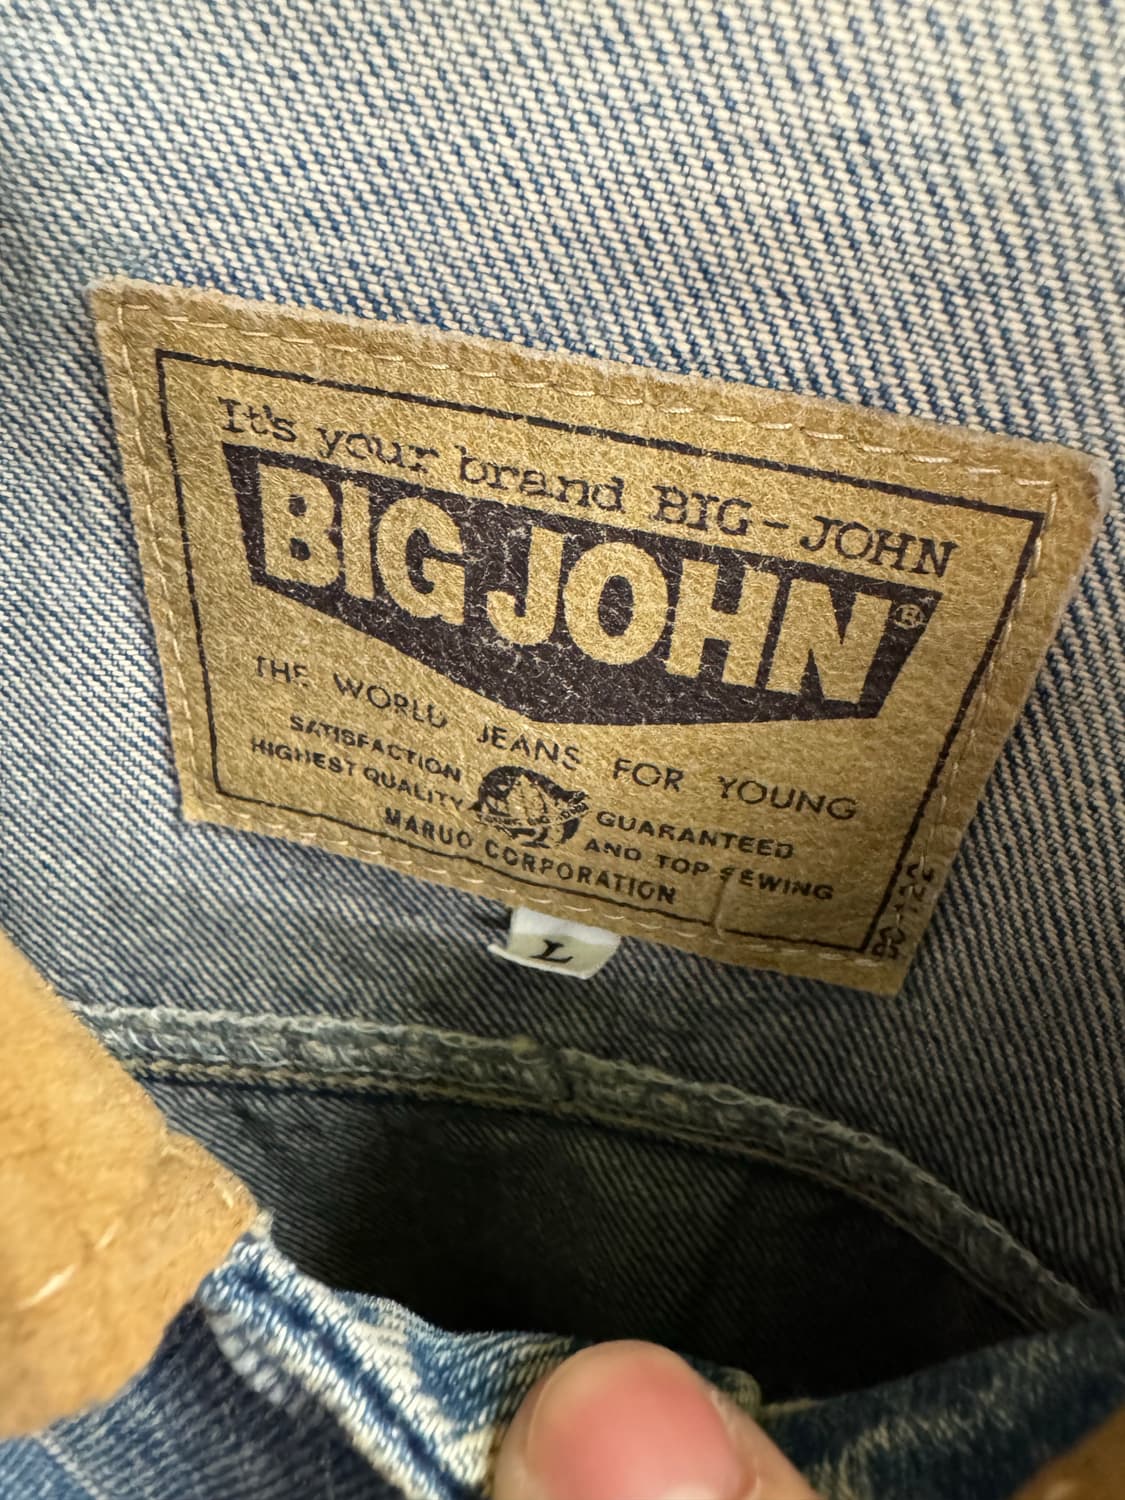 It's your brand BIG-JOHN
BIG JOHN®
THE WORLD JEANS FOR YOUNG
SATISFACTION GUARANTEED
HIGHEST QUALITY AND TOP SEWING
MARUO CORPORATION
L